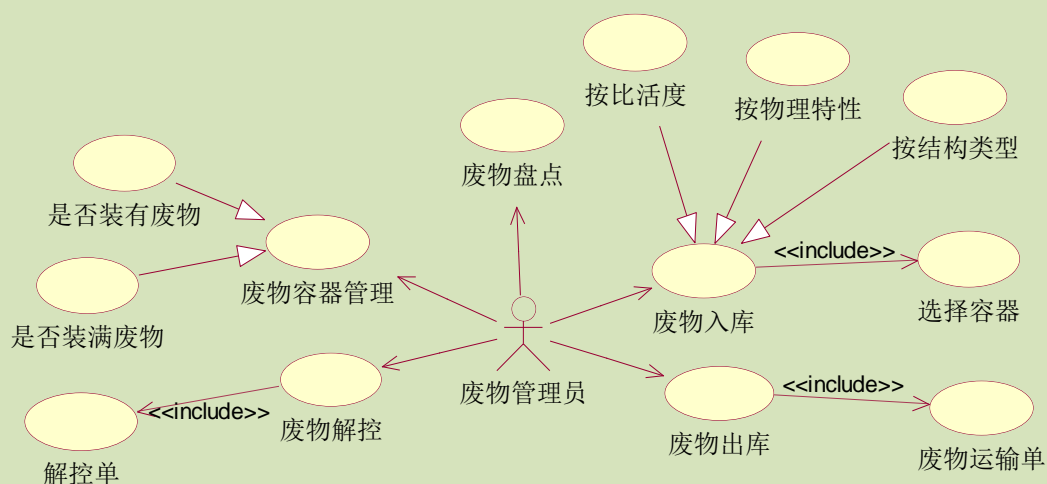 按比活度
按物理特性
按结构类型
废物盘点
是否装有废物
<<include>>
废物容器管理
废物入库
选择容器
是否装满废物
废物管理员
<<include>>
<<include>>
废物解控
废物出库
解控单
废物运输单